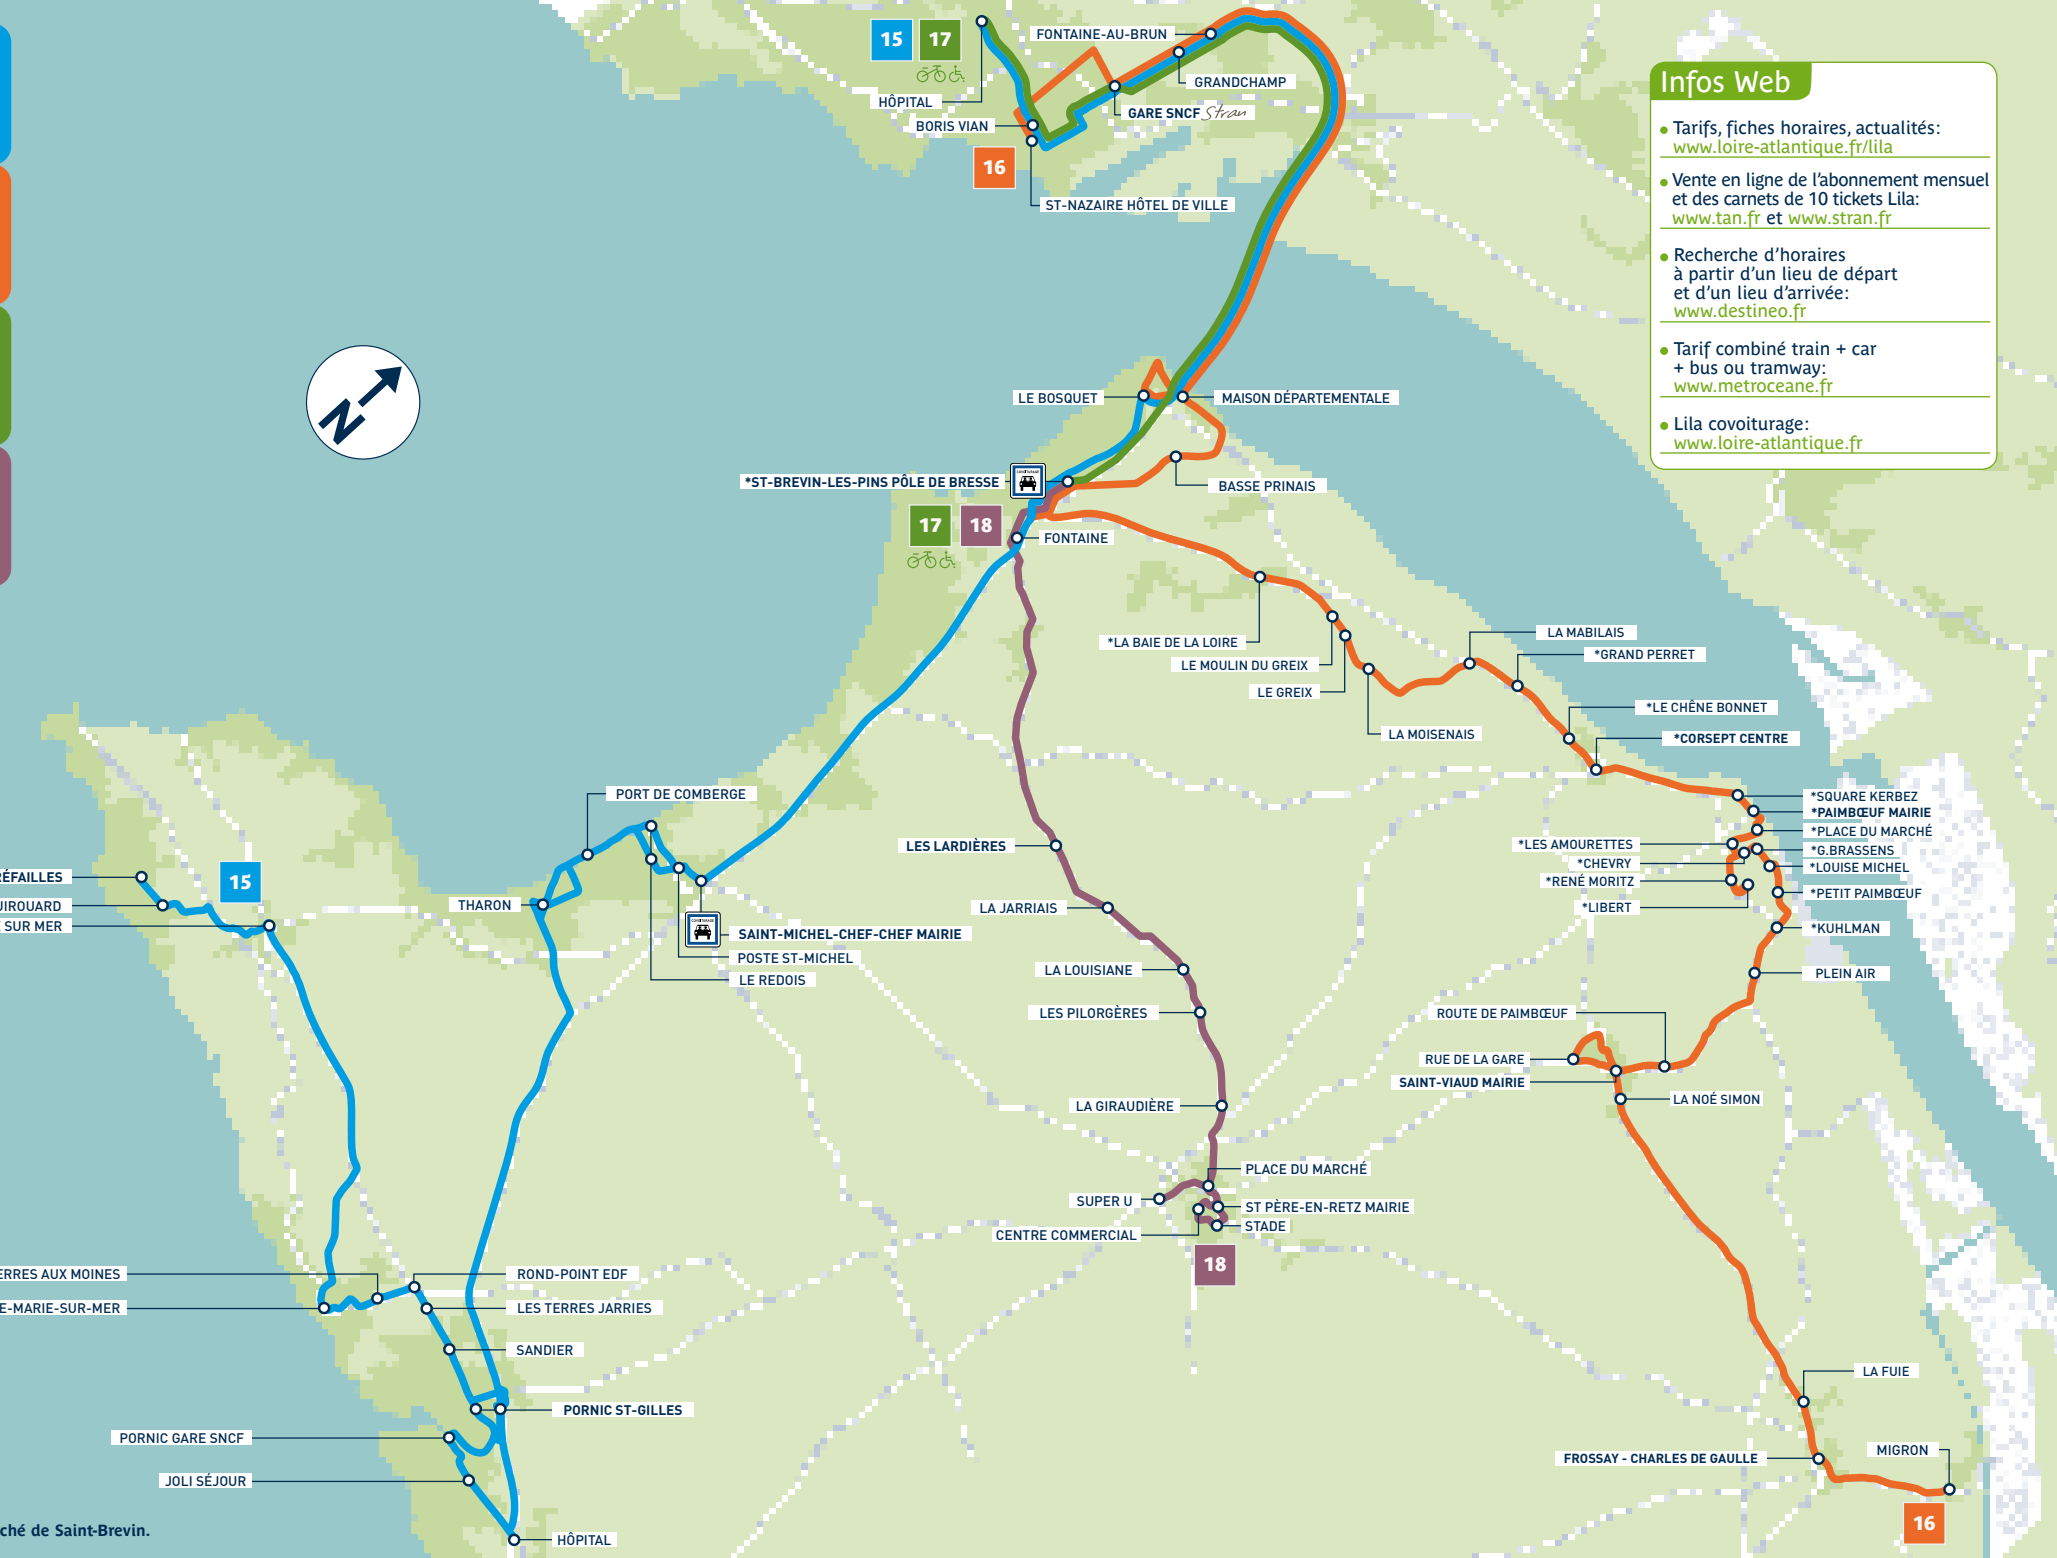 15
17
FONTAINE-AU-BRUN
GRANDCHAMP
HÔPITAL
GARE SNCF Stran
BORIS VIAN
16
ST-NAZAIRE HÔTEL DE VILLE
Infos Web
• Tarifs, fiches horaires, actualités:
www.loire-atlantique.fr/lila
• Vente en ligne de l'abonnement mensuel
et des carnets de 10 tickets Lila:
www.tan.fr et www.stran.fr
• Recherche d'horaires
à partir d'un lieu de départ
et d'un lieu d'arrivée:
www.destineo.fr
• Tarif combiné train + car
+ bus ou tramway:
www.metroceane.fr
• Lila covoiturage:
www.loire-atlantique.fr
N
LE BOSQUET
MAISON DÉPARTEMENTALE
*ST-BREVIN-LES-PINS PÔLE DE BRESSE
COVOITURAGE
BASSE PRINAIS
17
18
FONTAINE
*LA BAIE DE LA LOIRE
LE MOULIN DU GREIX
LE GREIX
LA MOISENAIS
LA MABILAIS
*GRAND PERRET
*LE CHÊNE BONNET
*CORSEPT CENTRE
*SQUARE KERBEZ
*PAIMBŒUF MAIRIE
*PLACE DU MARCHÉ
*LES AMOURETTES
*G.BRASSENS
*CHEVRY
*LOUISE MICHEL
*RENÉ MORITZ
*PETIT PAIMBŒUF
*LIBERT
*KUHLMAN
PLEIN AIR
ROUTE DE PAIMBŒUF
RUE DE LA GARE
SAINT-VIAUD MAIRIE
LA NOÉ SIMON
LA FUIE
FROSSAY - CHARLES DE GAULLE
MIGRON
16
PORT DE COMBERGE
THARON
COVOITURAGE
SAINT-MICHEL-CHEF-CHEF MAIRIE
POSTE ST-MICHEL
LE REDOIS
LES LARDIÈRES
LA JARRIAIS
LA LOUISIANE
LES PILORGÈRES
LA GIRAUDIÈRE
PLACE DU MARCHÉ
SUPER U
ST PÈRE-EN-RETZ MAIRIE
STADE
CENTRE COMMERCIAL
18
ÉFAILLES
15
IROUARD
SUR MER
ERRES AUX MOINES
E-MARIE-SUR-MER
ROND-POINT EDF
LES TERRES JARRIES
SANDIER
PORNIC ST-GILLES
PORNIC GARE SNCF
JOLI SÉJOUR
HÔPITAL
ché de Saint-Brevin.